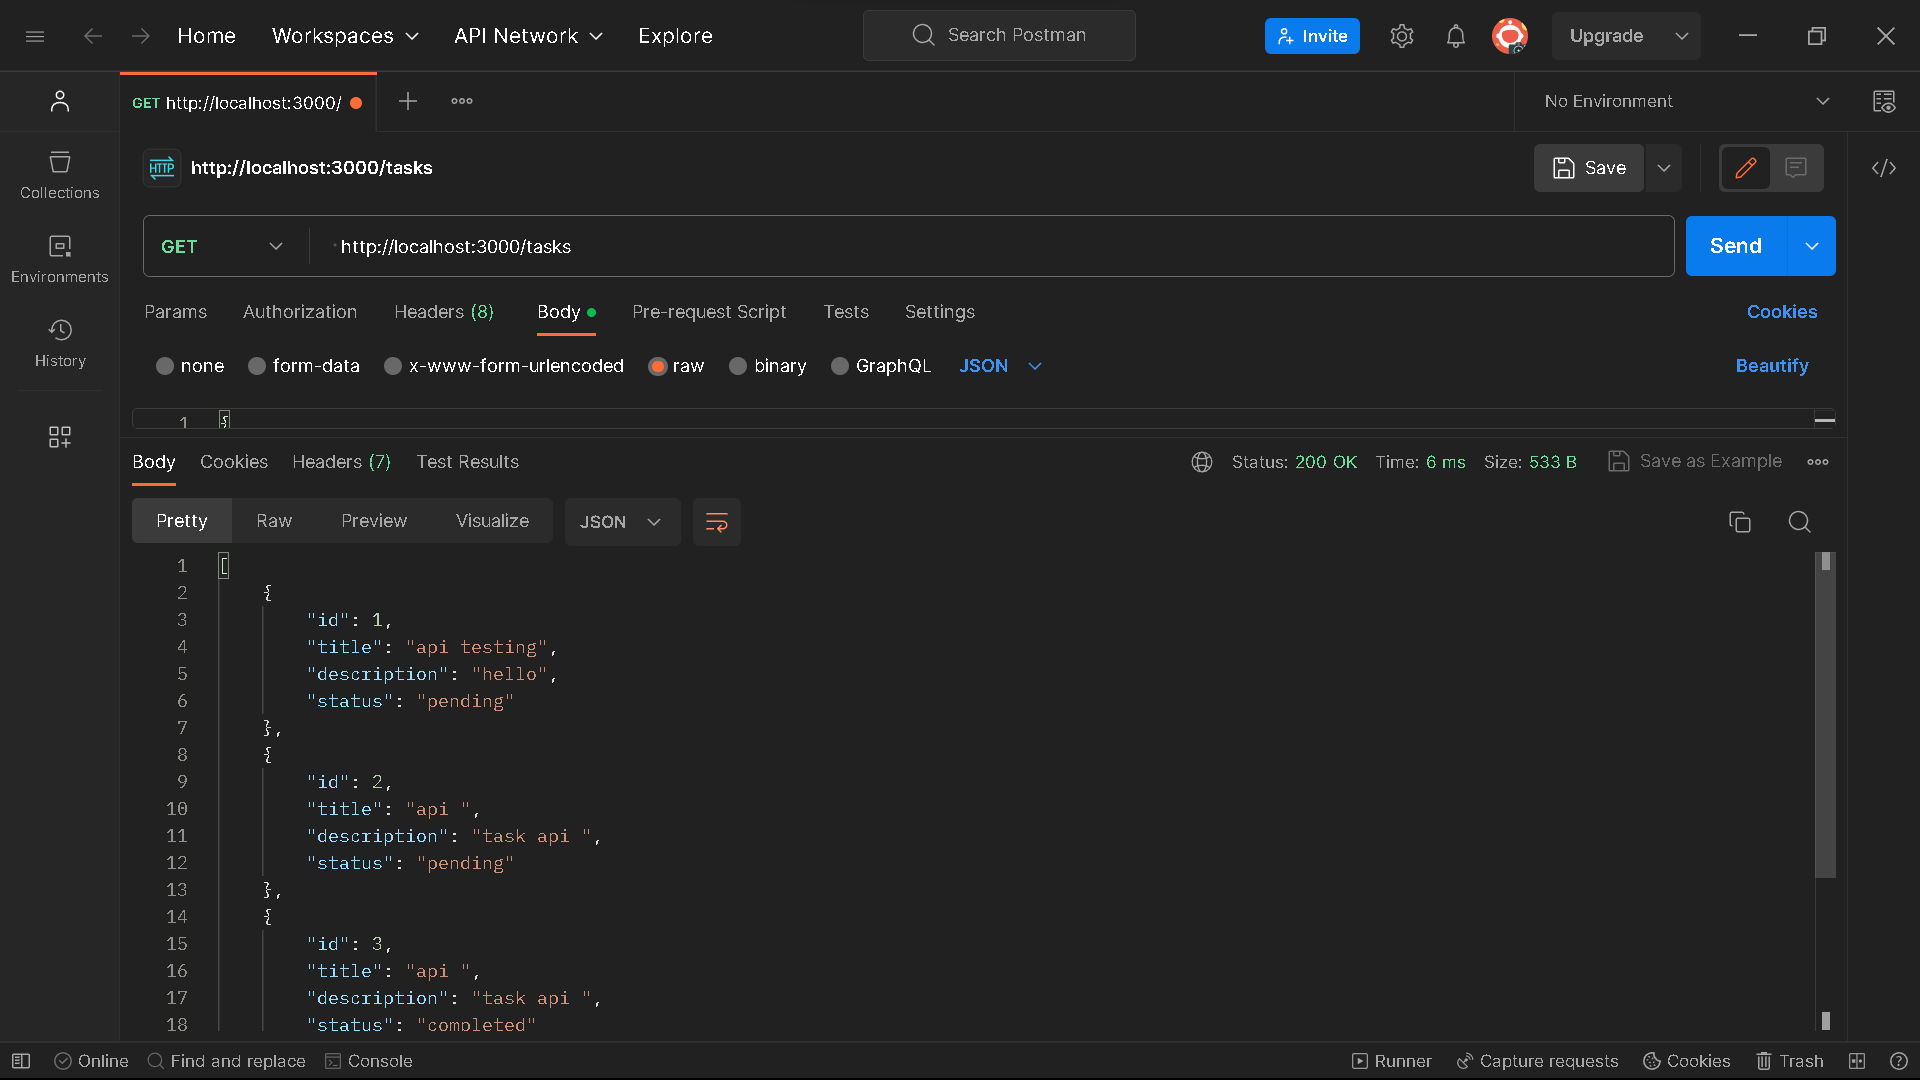 Home Workspaces API Network Explore Search Postman Invite Upgrade
GET http://localhost:3000/ No Environment
HTTP http://localhost:3000/tasks Save
GET http://localhost:3000/tasks Send
Params Authorization Headers (8) Body Pre-request Script Tests Settings Cookies
none form-data x-www-form-urlencoded raw binary GraphQL JSON Beautify
1 {
Collections
Environments
History
Body Cookies Headers (7) Test Results Status: 200 OK Time: 6 ms Size: 533 B Save as Example
Pretty Raw Preview Visualize JSON
1 [
2 {
3 "id": 1,
4 "title": "api testing",
5 "description": "hello",
6 "status": "pending"
7 },
8 {
9 "id": 2,
10 "title": "api ",
11 "description": "task api ",
12 "status": "pending"
13 },
14 {
15 "id": 3,
16 "title": "api ",
17 "description": "task api ",
18 "status": "completed"
Online Find and replace Console Runner Capture requests Cookies Trash